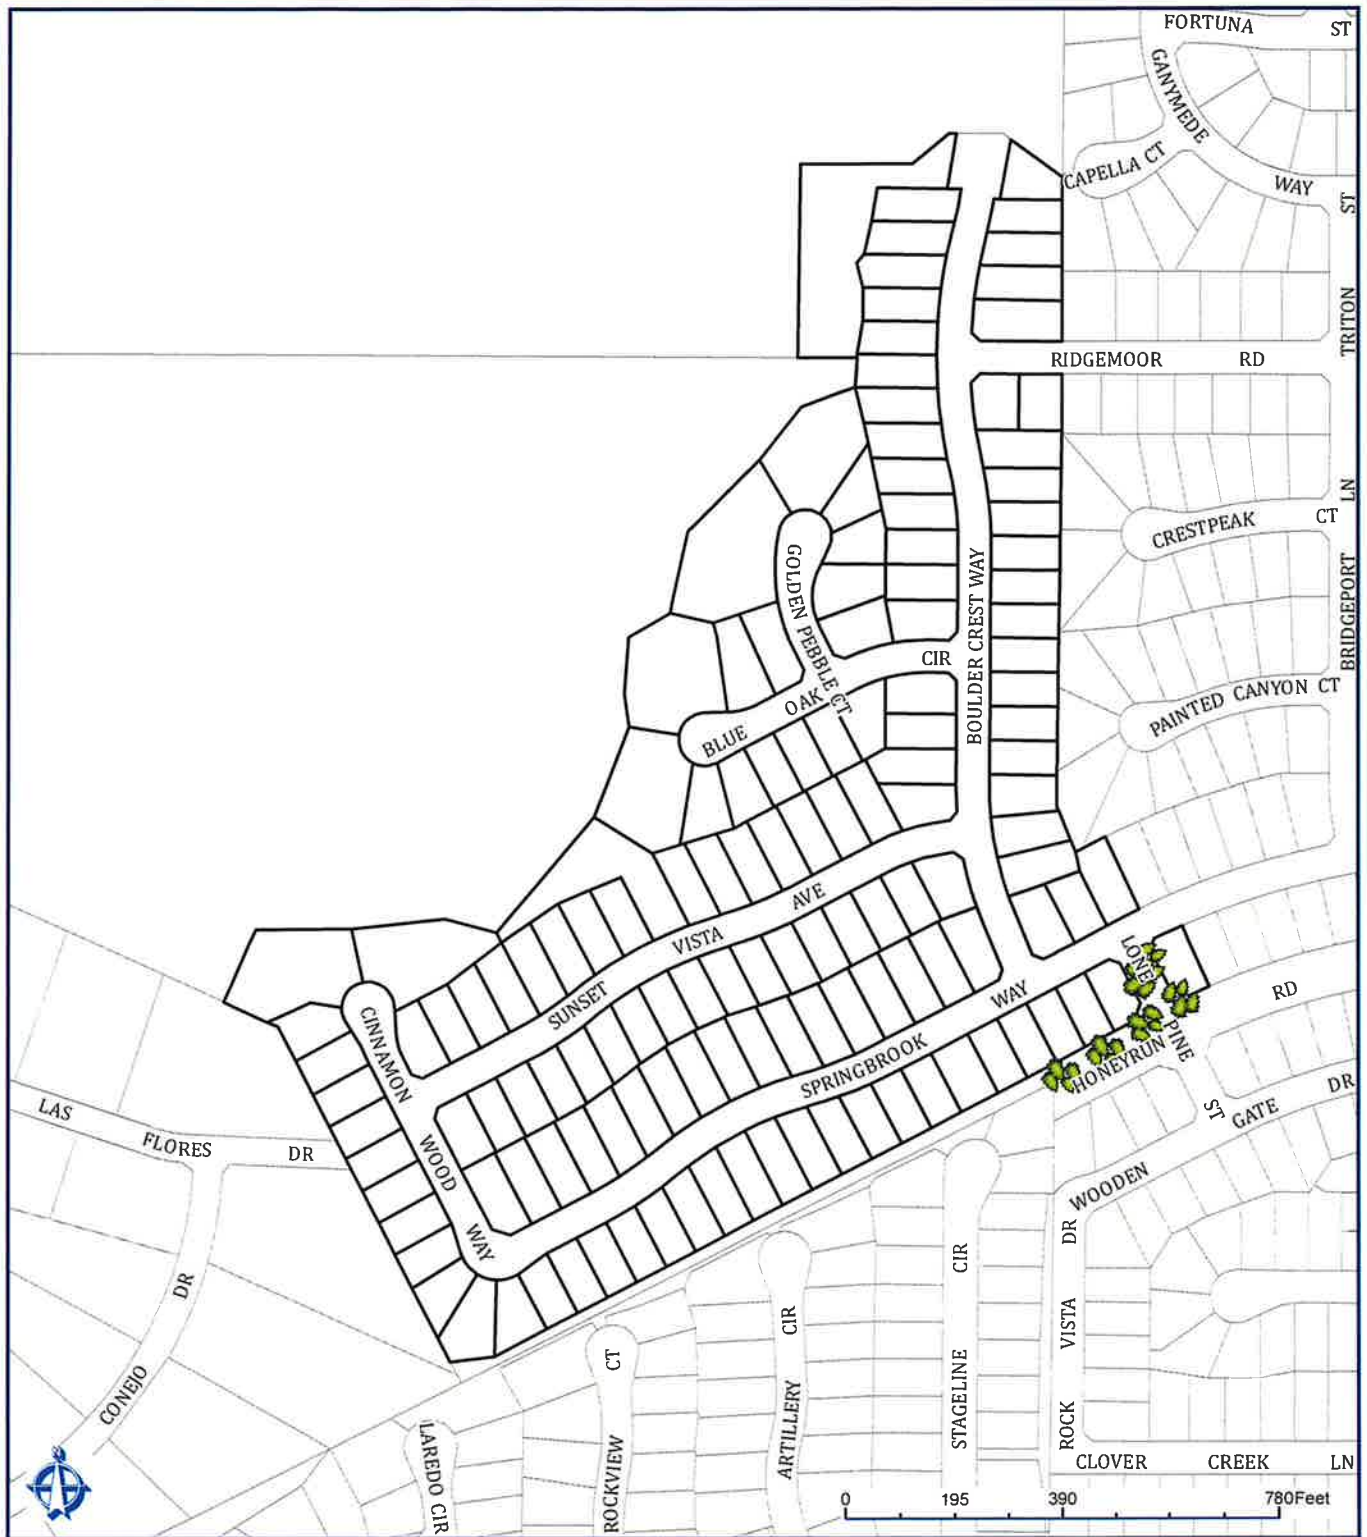 FORTUNA ST
GANYMEDE WAY
CAPELLA CT
ST
TRITON
RIDGEMOOR RD
LN
CRESTPEAK CT
BRIDGEPORT
GOLDEN PEBBLE CT
BOULDER CREST WAY
BLUE OAK CIR
PAINTED CANYON CT
SUNSET VISTA AVE
LONE PINE ST
RD
HONEYRUN
SPRINGBROOK WAY
CINNAMON WOOD WAY
LAS FLORES DR
WOODEN GATE DR
CONEJO DR
ROCK VISTA DR
STAGELINE CIR
ARTILLERY CIR
ROCKVIEW CT
LAREDO CIR
CLOVER CREEK LN
0 195 390 780Feet